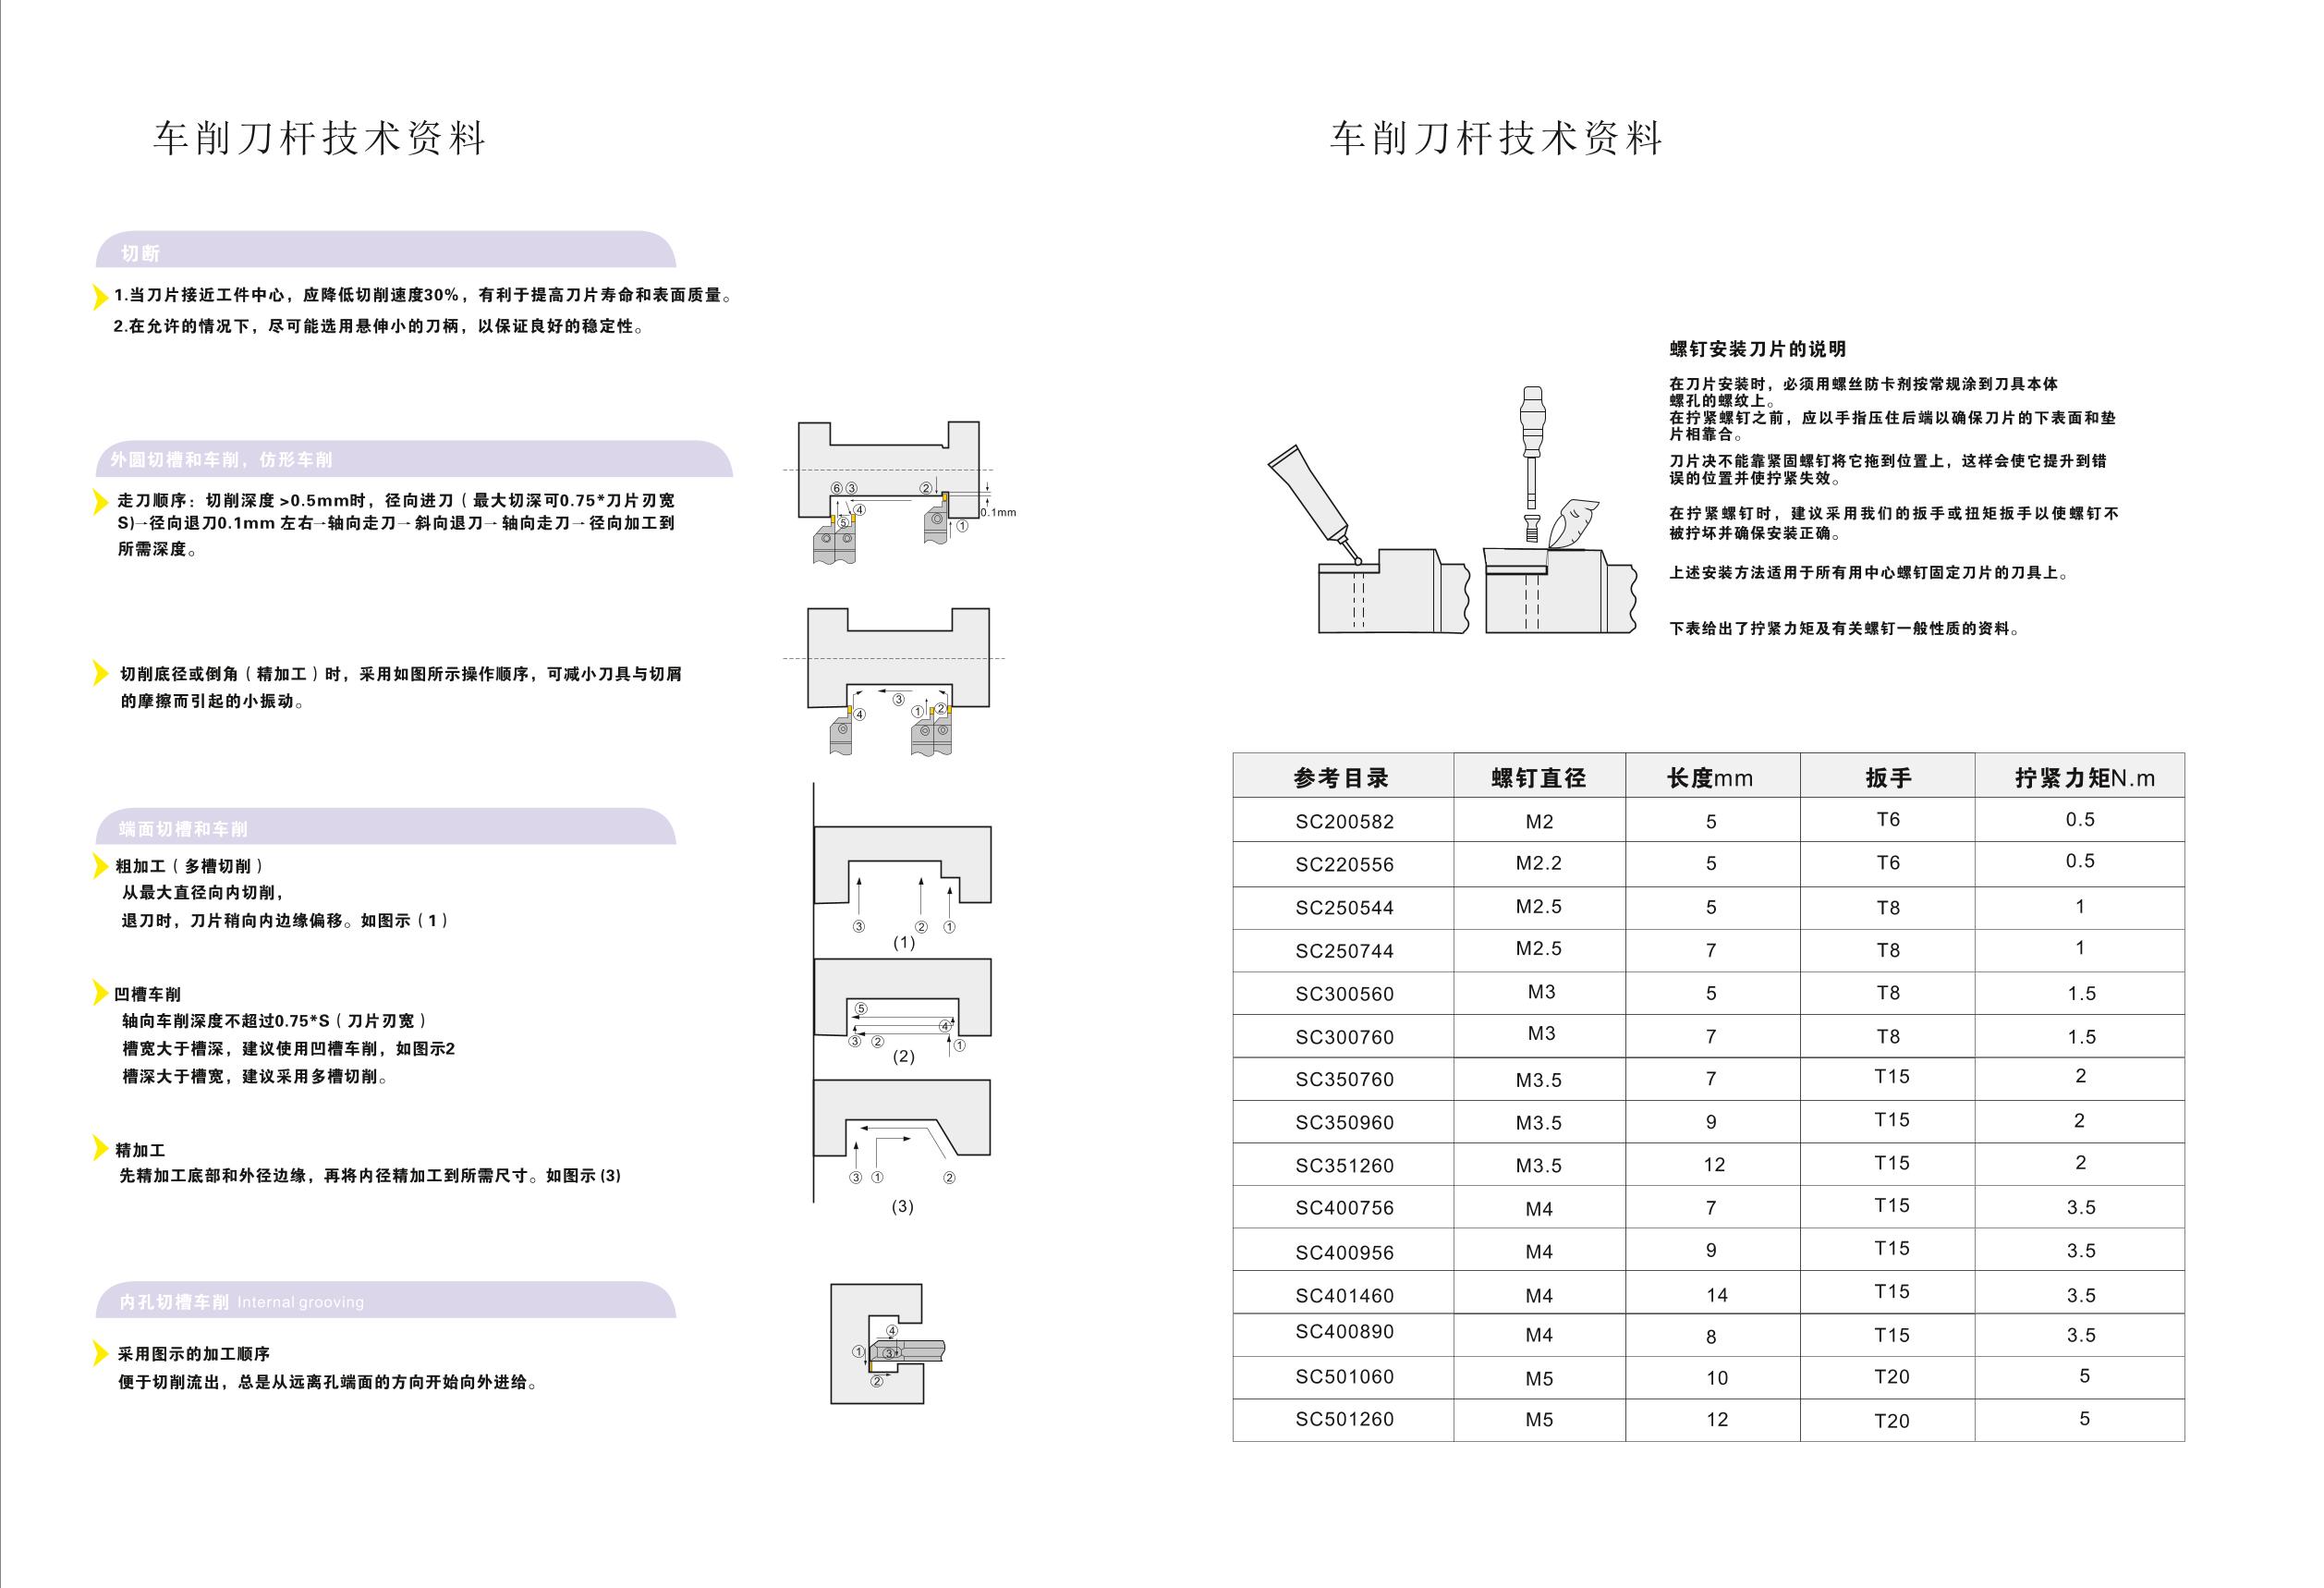 车削刀杆技术资料
切断
1.当刀片接近工件中心，应降低切削速度30%，有利于提高刀片寿命和表面质量。
2.在允许的情况下，尽可能选用悬伸小的刀柄，以保证良好的稳定性。
外圆切槽和车削，仿形车削
走刀顺序：切削深度 >0.5mm时，径向进刀（最大切深可0.75*刀片刃宽
S)→径向退刀0.1mm 左右→轴向走刀→斜向退刀→轴向走刀→径向加工到
所需深度。
⑥ ③ ②
④
⑤
0.1mm
①
切削底径或倒角（精加工）时，采用如图所示操作顺序，可减小刀具与切屑
的摩擦而引起的小振动。
③
④ ① ②
端面切槽和车削
粗加工（多槽切削）
从最大直径向内切削，
退刀时，刀片稍向内边缘偏移。如图示（1）
③ ② ①
(1)
凹槽车削
轴向车削深度不超过0.75*S（刀片刃宽）
槽宽大于槽深，建议使用凹槽车削，如图示2
槽深大于槽宽，建议采用多槽切削。
⑤
④
③ ② ①
(2)
精加工
先精加工底部和外径边缘，再将内径精加工到所需尺寸。如图示 (3)
③ ① ②
(3)
内孔切槽车削 Internal grooving
采用图示的加工顺序
便于切削流出，总是从远离孔端面的方向开始向外进给。
④
① ③
②
车削刀杆技术资料
螺钉安装刀片的说明
在刀片安装时，必须用螺丝防卡剂按常规涂到刀具本体
螺孔的螺纹上。
在拧紧螺钉之前，应以手指压住后端以确保刀片的下表面和垫
片相靠合。
刀片决不能靠紧固螺钉将它拖到位置上，这样会使它提升到错
误的位置并使拧紧失效。
在拧紧螺钉时，建议采用我们的扳手或扭矩扳手以使螺钉不
被拧坏并确保安装正确。
上述安装方法适用于所有用中心螺钉固定刀片的刀具上。
下表给出了拧紧力矩及有关螺钉一般性质的资料。
参考目录 螺钉直径 长度mm 扳手 拧紧力矩N.m
SC200582 M2 5 T6 0.5
SC220556 M2.2 5 T6 0.5
SC250544 M2.5 5 T8 1
SC250744 M2.5 7 T8 1
SC300560 M3 5 T8 1.5
SC300760 M3 7 T8 1.5
SC350760 M3.5 7 T15 2
SC350960 M3.5 9 T15 2
SC351260 M3.5 12 T15 2
SC400756 M4 7 T15 3.5
SC400956 M4 9 T15 3.5
SC401460 M4 14 T15 3.5
SC400890 M4 8 T15 3.5
SC501060 M5 10 T20 5
SC501260 M5 12 T20 5